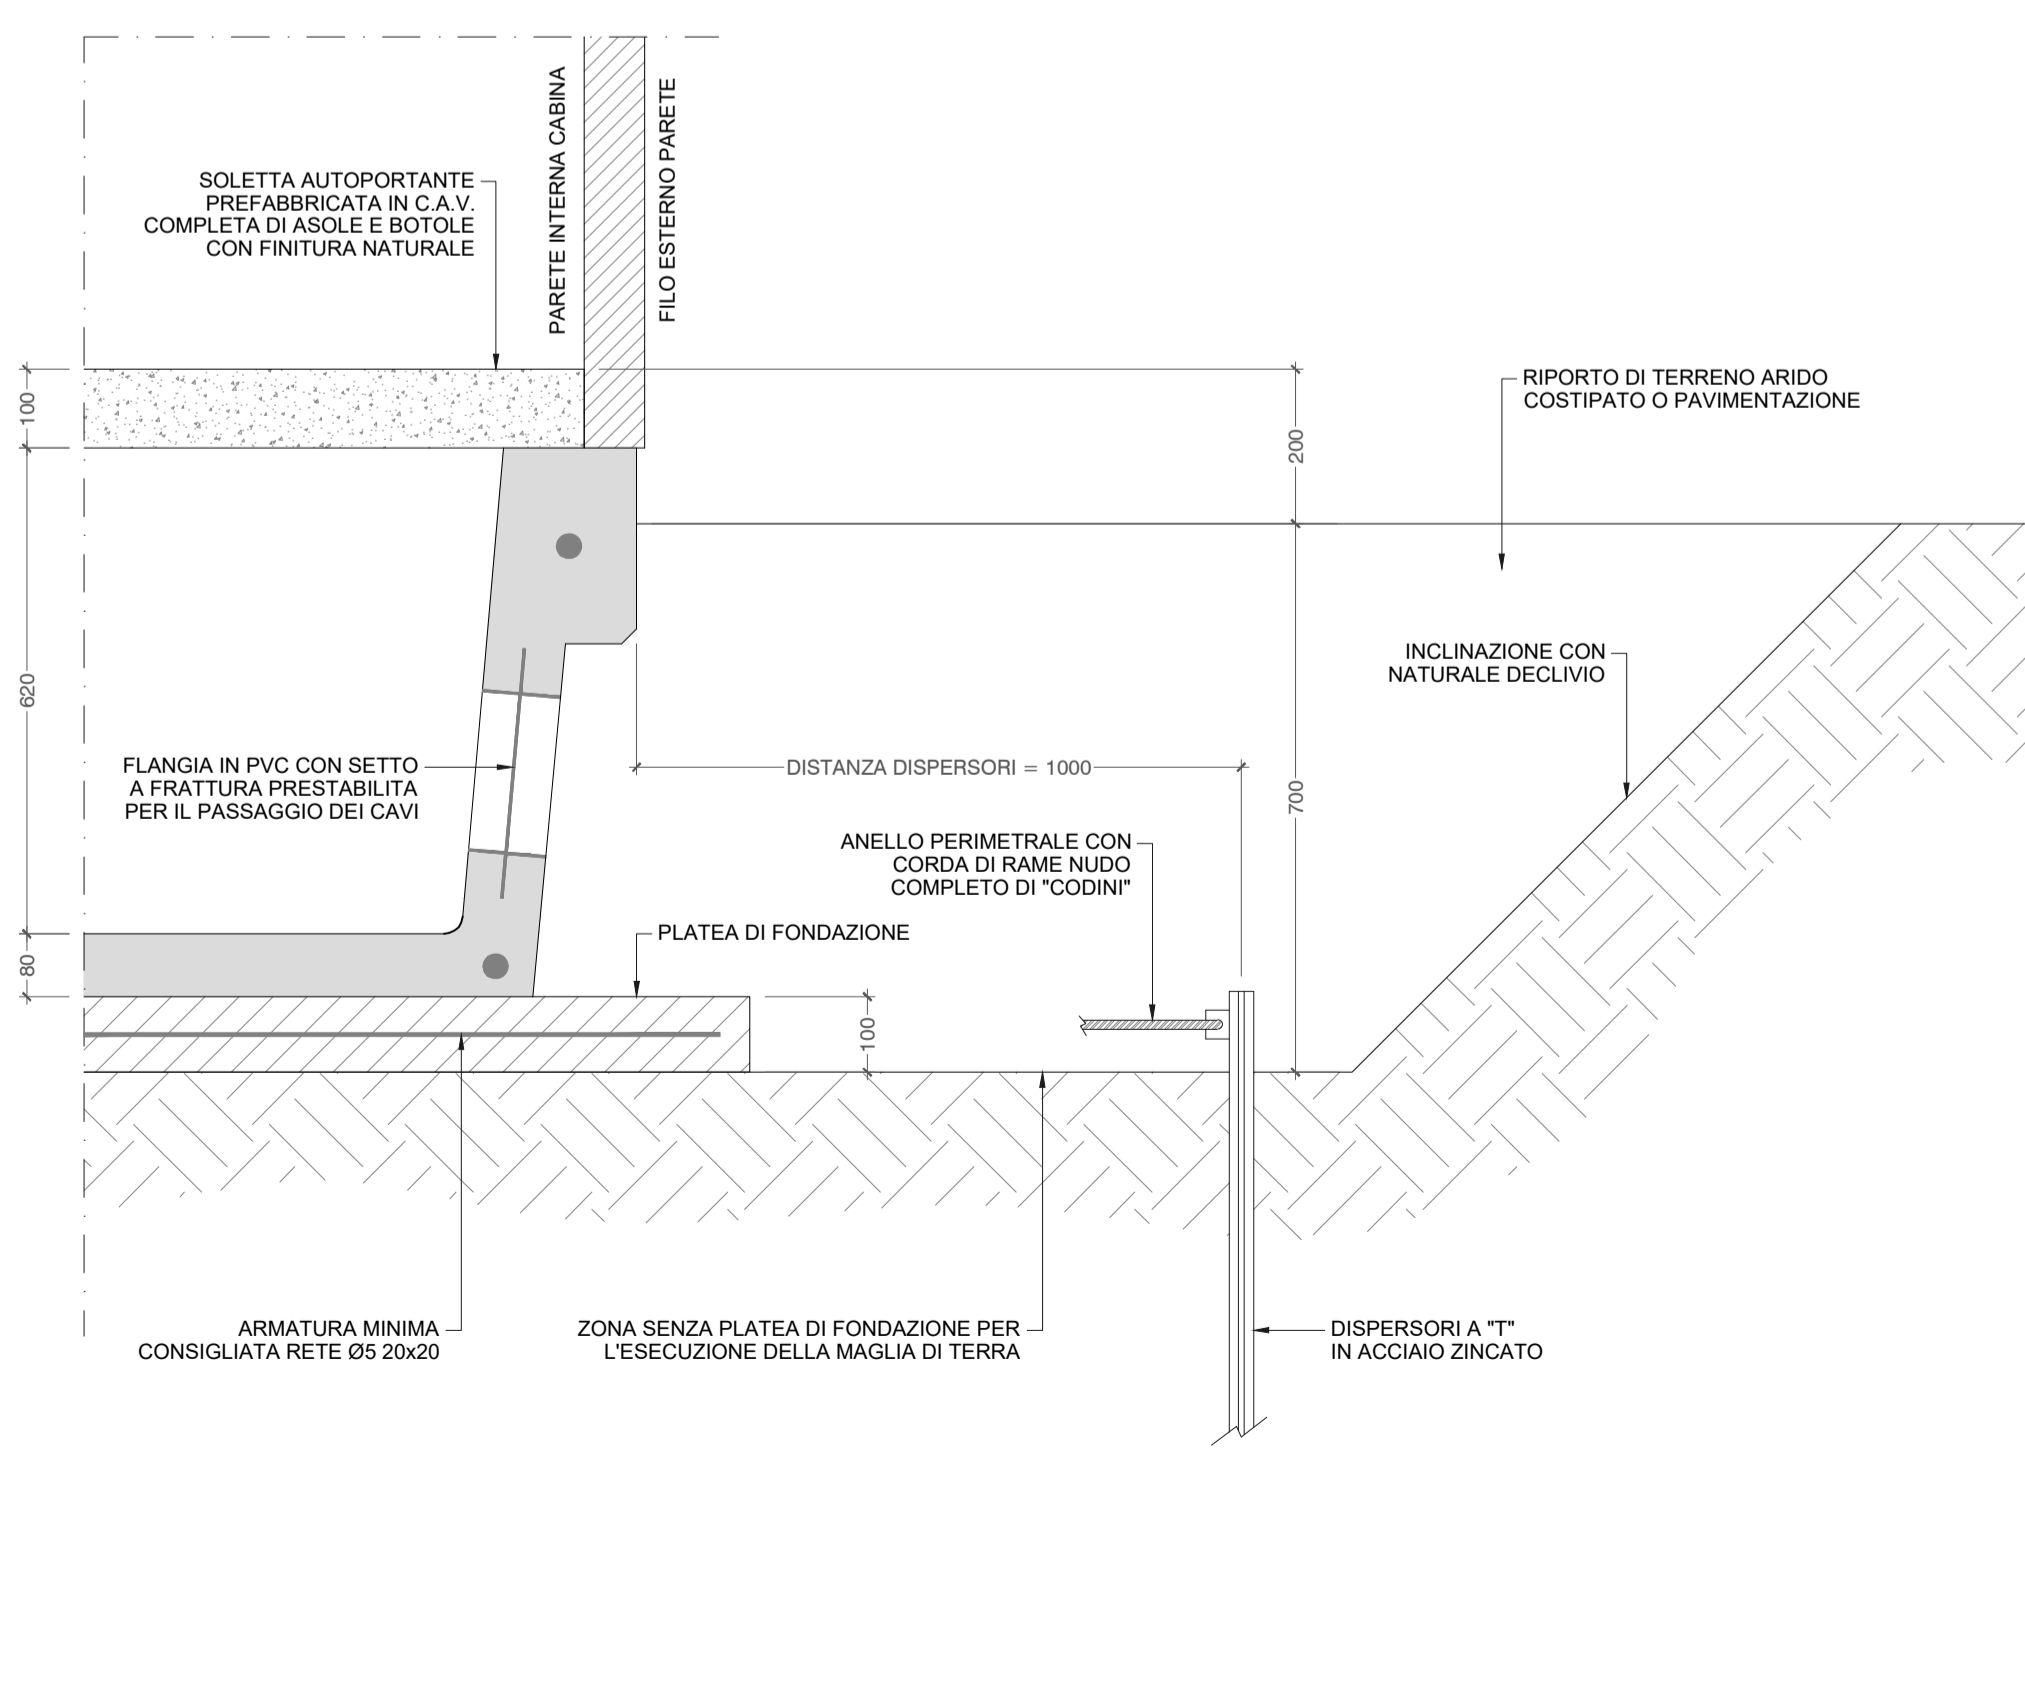 PARETE INTERNA CABINA
FILO ESTERNO PARETE
SOLETTA AUTOPORTANTE
PREFABBRICATA IN C.A.V.
COMPLETA DI ASOLE E BOTOLE
CON FINITURA NATURALE
100
200
RIPORTO DI TERRENO ARIDO
COSTIPATO O PAVIMENTAZIONE
INCLINAZIONE CON
NATURALE DECLIVIO
620
FLANGIA IN PVC CON SETTO
A FRATTURA PRESTABILITA
PER IL PASSAGGIO DEI CAVI
DISTANZA DISPERSORI = 1000
700
ANELLO PERIMETRALE CON
CORDA DI RAME NUDO
COMPLETO DI "CODINI"
PLATEA DI FONDAZIONE
80
100
ARMATURA MINIMA
CONSIGLIATA RETE Ø5 20x20
ZONA SENZA PLATEA DI FONDAZIONE PER
L'ESECUZIONE DELLA MAGLIA DI TERRA
DISPERSORI A "T"
IN ACCIAIO ZINCATO